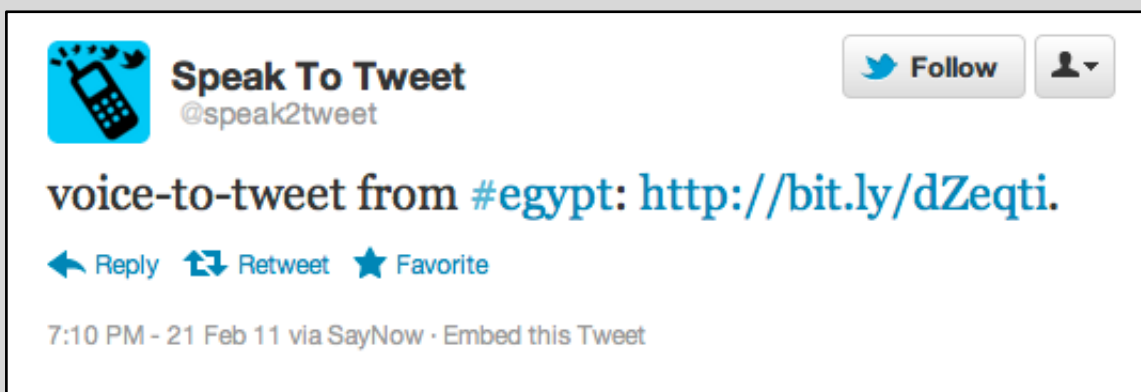 Speak To Tweet
@speak2tweet
Follow
voice-to-tweet from #egypt: http://bit.ly/dZeqti.
Reply Retweet Favorite
7:10 PM - 21 Feb 11 via SayNow · Embed this Tweet